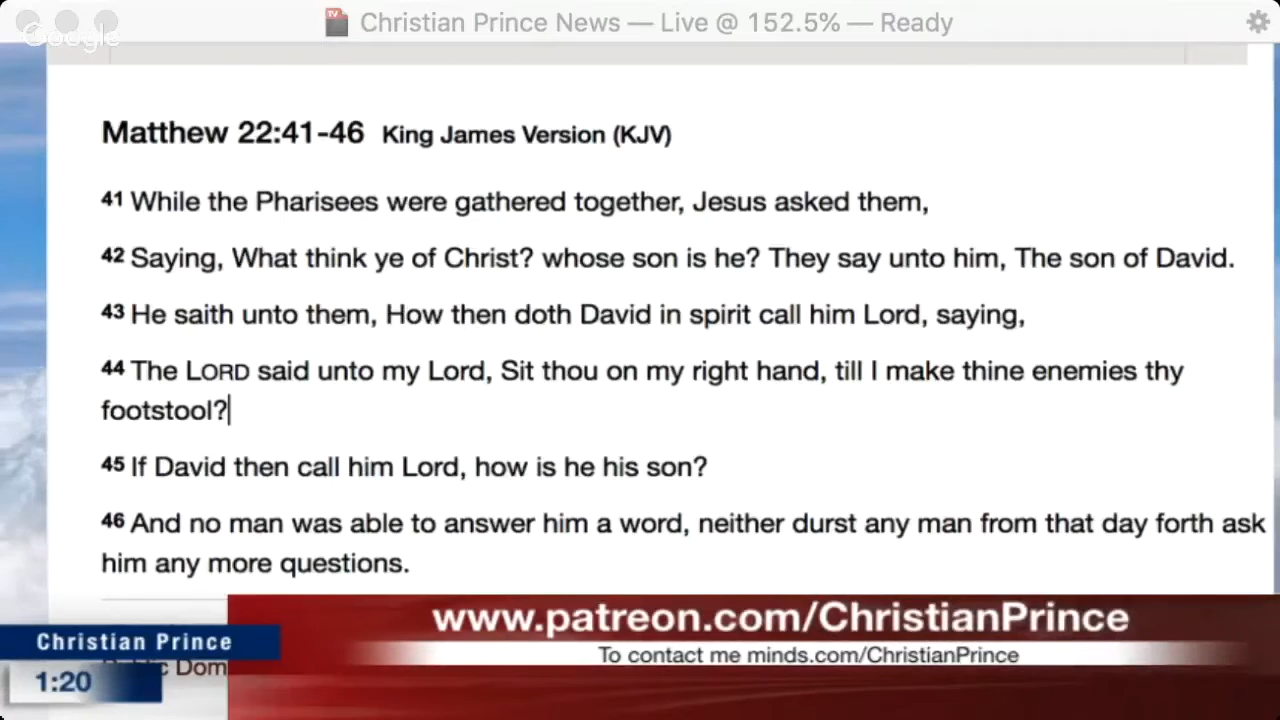 Christian Prince News — Live @ 152.5% — Ready
Google
Matthew 22:41-46 King James Version (KJV)
41 While the Pharisees were gathered together, Jesus asked them,
42 Saying, What think ye of Christ? whose son is he? They say unto him, The son of David.
43 He saith unto them, How then doth David in spirit call him Lord, saying,
44 The LORD said unto my Lord, Sit thou on my right hand, till I make thine enemies thy
footstool?
45 If David then call him Lord, how is he his son?
46 And no man was able to answer him a word, neither durst any man from that day forth ask
him any more questions.
www.patreon.com/ChristianPrince
Christian Prince
To contact me minds.com/ChristianPrince
Dom
1:20